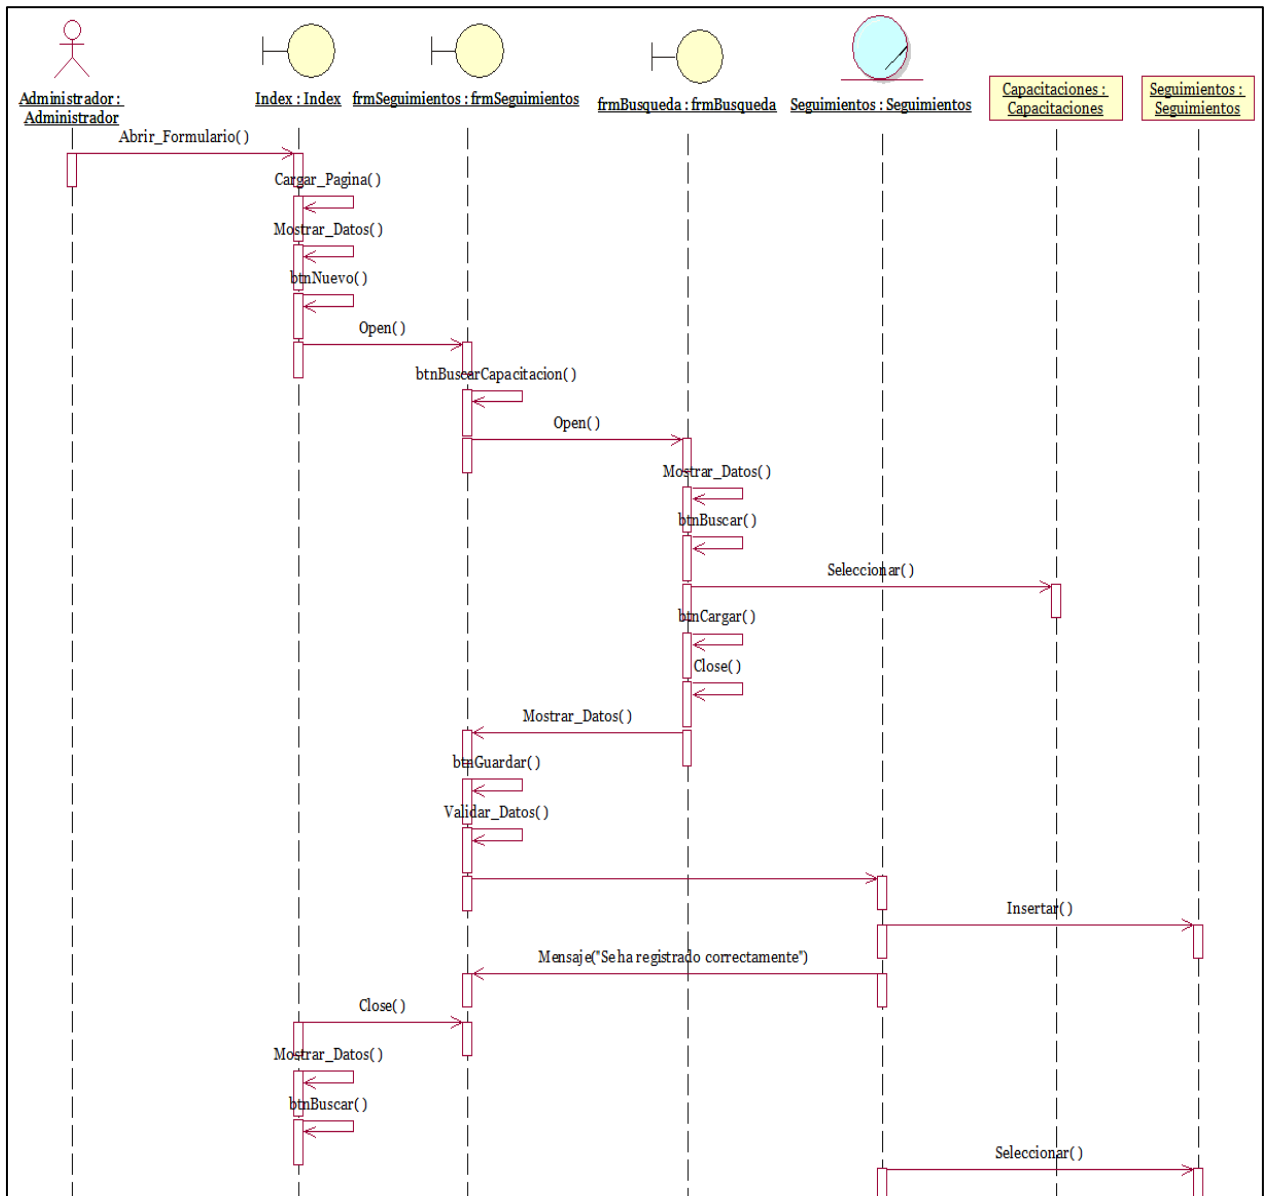 Administrador :
Administrador
Index : Index
frmSeguimientos : frmSeguimientos
frmBusqueda : frmBusqueda
Seguimientos : Seguimientos
Capacitaciones :
Capacitaciones
Seguimientos :
Seguimientos
Abrir_Formulario( )
Cargar_Pagina( )
Mostrar_Datos( )
btnNuevo( )
Open( )
btnBuscarCapacitacion( )
Open( )
Mostrar_Datos( )
btnBuscar( )
Seleccionar( )
btnCargar( )
Close( )
Mostrar_Datos( )
btnGuardar( )
Validar_Datos( )
Insertar( )
Mensaje("Se ha registrado correctamente")
Close( )
Mostrar_Datos( )
btnBuscar( )
Seleccionar( )